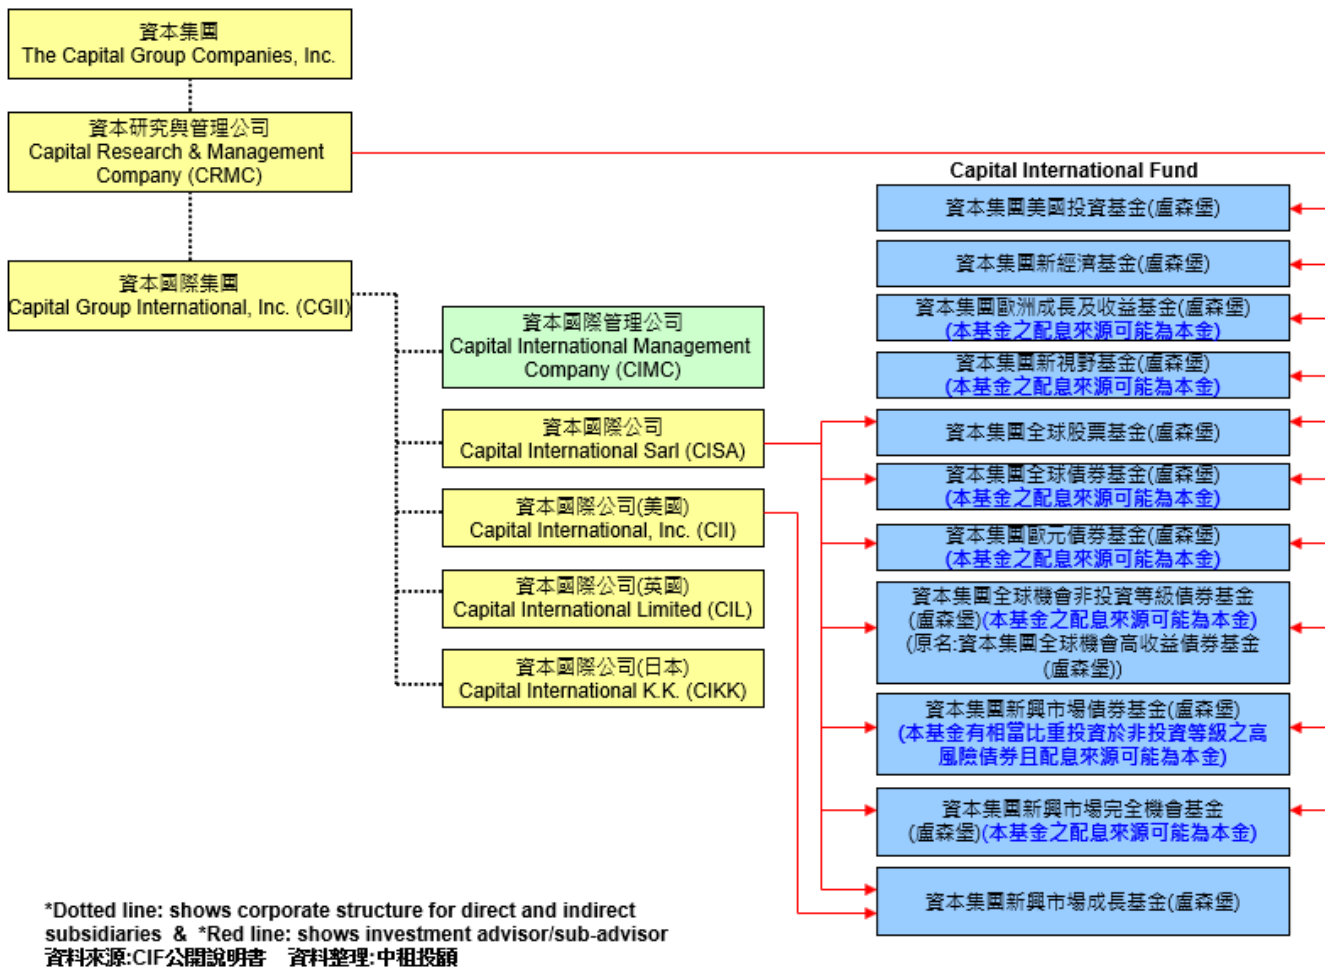 資本集團
The Capital Group Companies, Inc.
資本研究與管理公司
Capital Research & Management
Company (CRMC)
資本國際集團
Capital Group International, Inc. (CGII)
資本國際管理公司
Capital International Management
Company (CIMC)
資本國際公司
Capital International Sarl (CISA)
資本國際公司(美國)
Capital International, Inc. (CII)
資本國際公司(英國)
Capital International Limited (CIL)
資本國際公司(日本)
Capital International K.K. (CIKK)
Capital International Fund
資本集團美國投資基金(盧森堡)
資本集團新經濟基金(盧森堡)
資本集團歐洲成長及收益基金(盧森堡)
(本基金之配息來源可能為本金)
資本集團新視野基金(盧森堡)
(本基金之配息來源可能為本金)
資本集團全球股票基金(盧森堡)
資本集團全球債券基金(盧森堡)
(本基金之配息來源可能為本金)
資本集團歐元債券基金(盧森堡)
(本基金之配息來源可能為本金)
資本集團全球機會非投資等級債券基金
(盧森堡)(本基金之配息來源可能為本金)
(原名:資本集團全球機會高收益債券基金
(盧森堡))
資本集團新興市場債券基金(盧森堡)
(本基金有相當比重投資於非投資等級之高
風險債券且配息來源可能為本金)
資本集團新興市場完全機會基金
(盧森堡)(本基金之配息來源可能為本金)
資本集團新興市場成長基金(盧森堡)
*Dotted line: shows corporate structure for direct and indirect
subsidiaries & *Red line: shows investment advisor/sub-advisor
資料來源:CIF公開說明書 資料整理:中租投顧